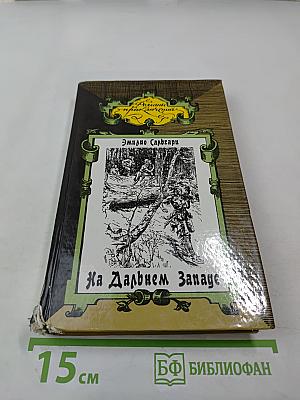 Романы
приключений
Эмилио Сальгари
На Дальнем Западе
15 см
БФ БИБЛИОФАН